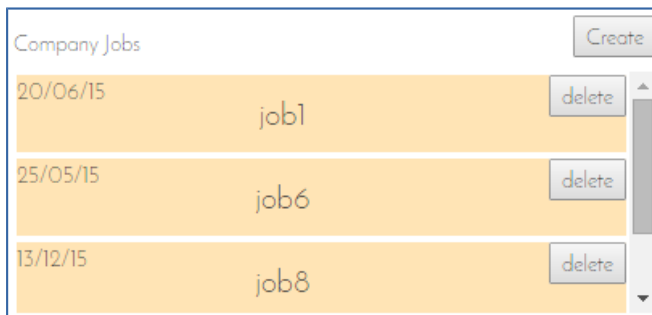 Company Jobs
Create
20/06/15
delete
job1
25/05/15
delete
job6
13/12/15
delete
job8